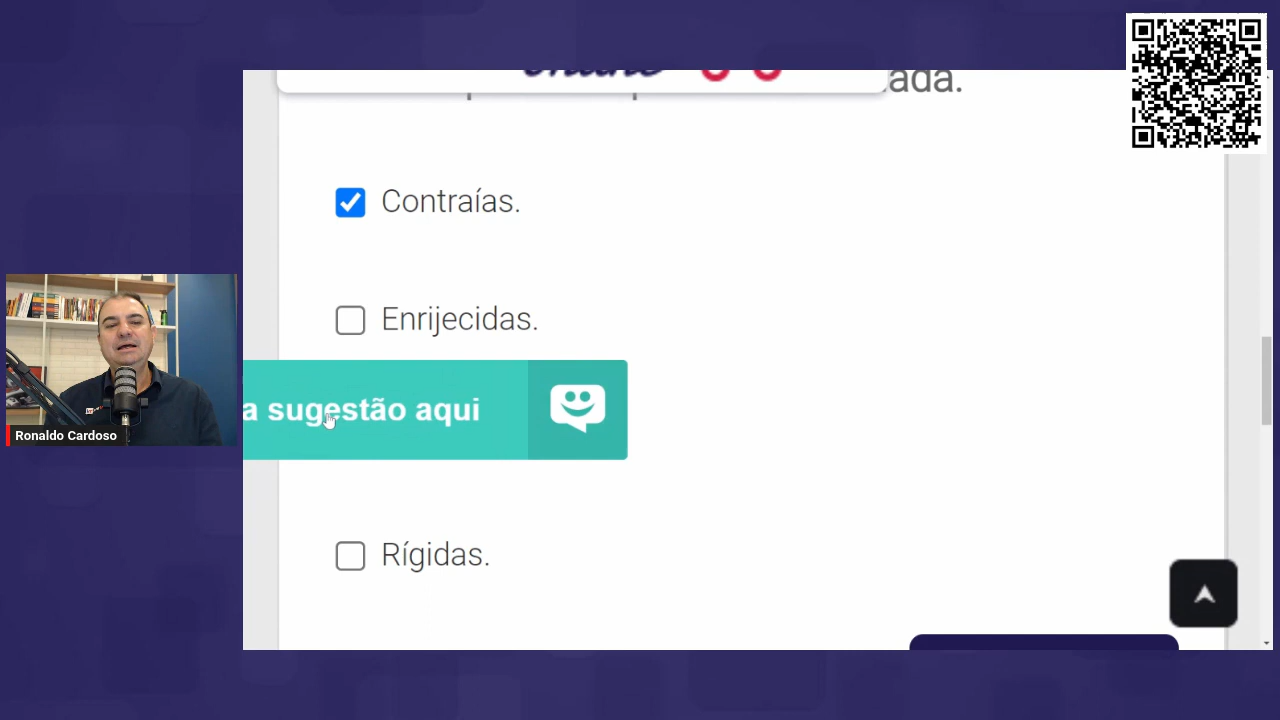 ada.
Contraías.
Enrijecidas.
a sugestão aqui
Ronaldo Cardoso
Rígidas.